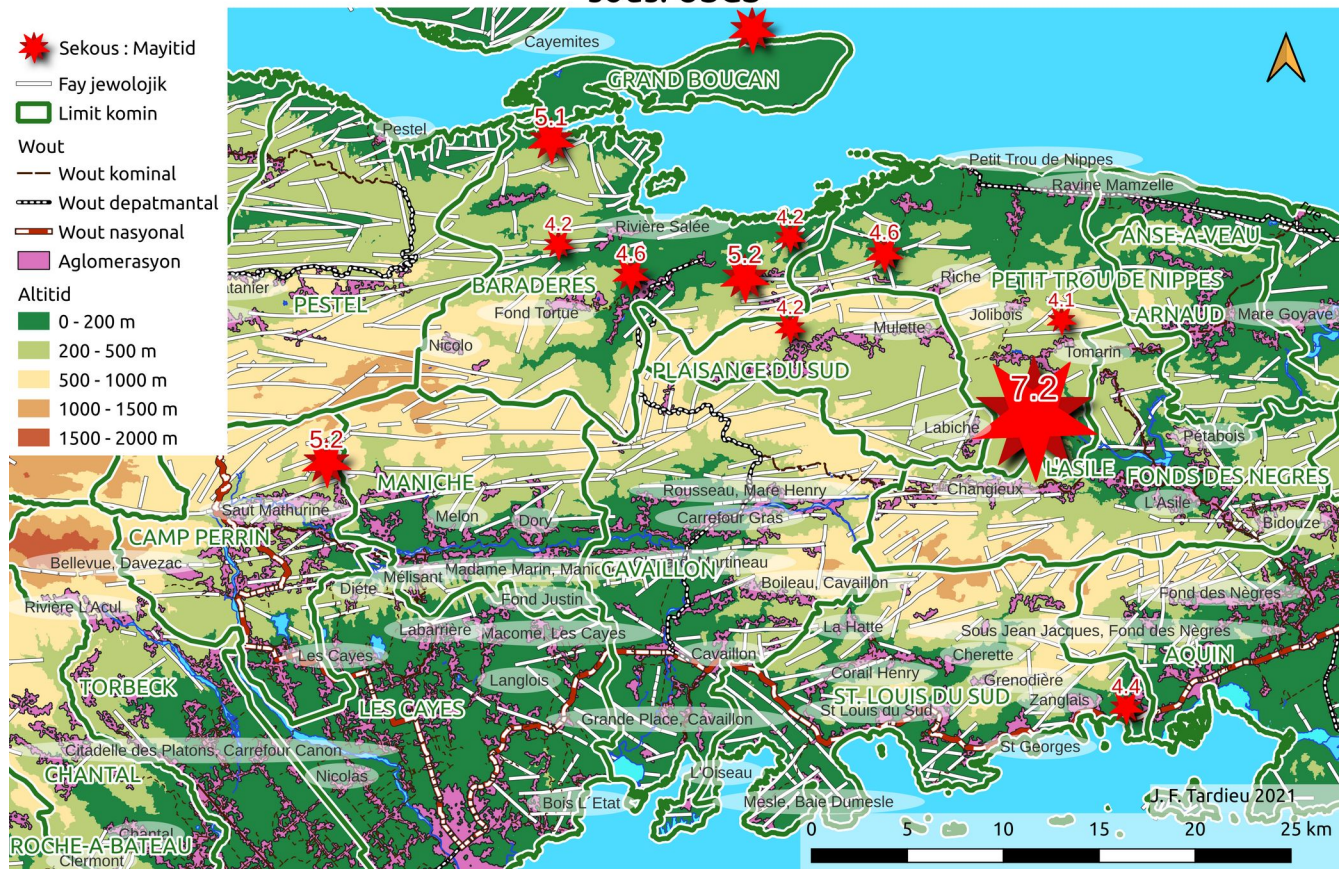 Sekous : Mayitid
Fay jewolojik
Limit komin
Wout
Wout kominal
Wout depatmantal
Wout nasyonal
Aglomerasyon
Altitid
0 - 200 m
200 - 500 m
500 - 1000 m
1000 - 1500 m
1500 - 2000 m
Cayemites
GRAND BOUCAN
5.1
Pestel
Petit Trou de Nippes
Ravine Mamzelle
4.2
Rivière Salée
4.2
4.6
ANSE-A-VEAU
4.6
5.2
BARADERES
Riche
PETIT TROU DE NIPPES
PESTEL
Fond Tortue
4.2
Mulette
Jolibois
4.1
ARNAUD
Mare Goyave
Nicolo
Tomarin
PLAISANCE DU SUD
7.2
Labiche
Petabois
5.2
L'ASILE
FONDS DES NEGRES
MANICHE
Rousseau, Mare Henry
Changieux
L'Asile
Saut Mathurine
Melon
Dory
Carrefour Gras
Bidouze
CAMP PERRIN
Bellevue, Davezac
Mélisant
Madame Marin, Manic
CAVAILLON
Boileau, Cavaillon
Diète
Fond Justin
Fond des Nègres
Rivière L'Acul
Labarrière
Macome, Les Cayes
La Hatte
Sous Jean Jacques, Fond des Nègres
Les Cayes
Cavaillon
Cherette
AQUIN
TORBECK
Langlois
Corail Henry
Grenodière
LES CAYES
ST. LOUIS DU SUD
Zanglais
4.4
Grande Place, Cavaillon
St Louis du Sud
Citadelle des Platons, Carrefour Canon
St Georges
CHANTAL
Nicolas
L'Oiseau
Bois L' Etat
Mesle, Baie Dumesle
J. F. Tardieu 2021
Chantal
ROCHE-A-BATEAU
Clermont
0 5 10 15 20 25 km